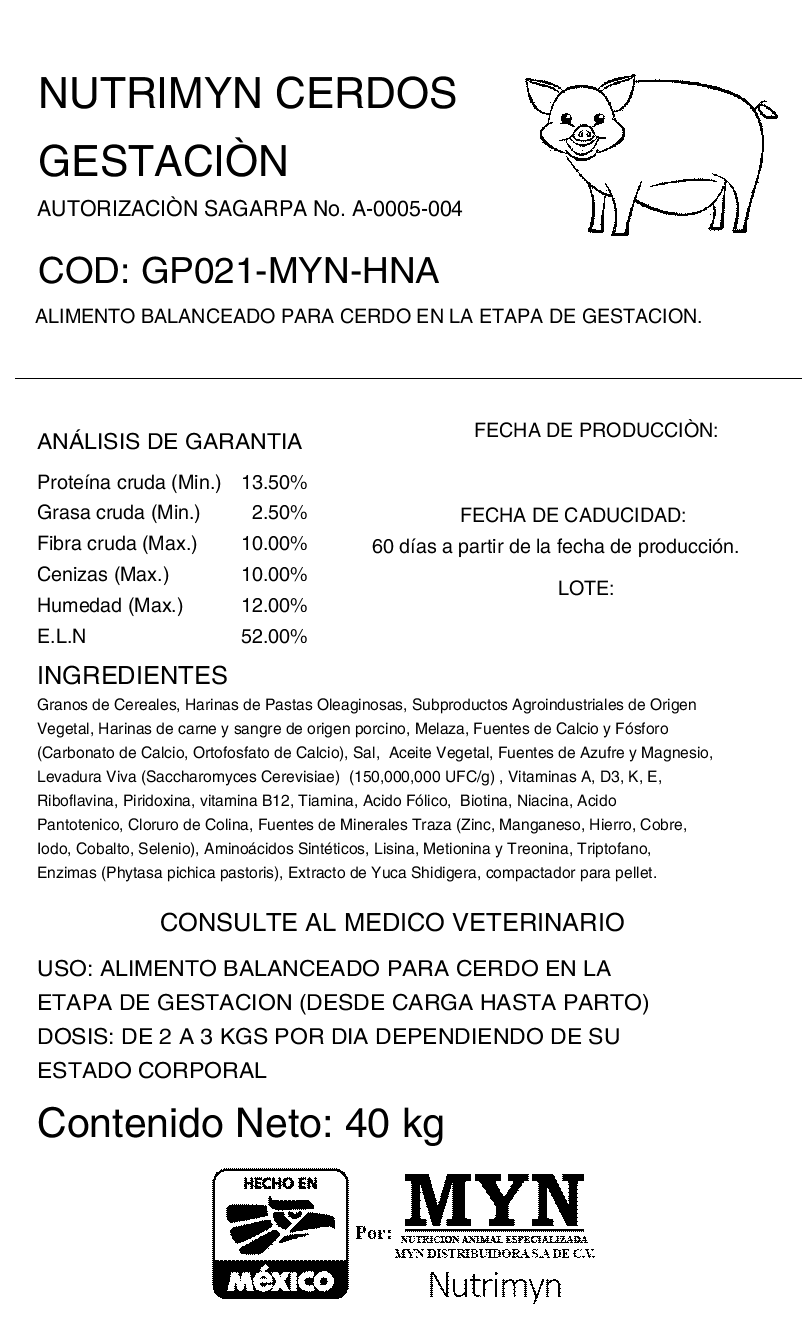 NUTRIMYN CERDOS
GESTACIÒN
AUTORIZACIÒN SAGARPA No. A-0005-004
COD: GP021-MYN-HNA
ALIMENTO BALANCEADO PARA CERDO EN LA ETAPA DE GESTACION.
ANÁLISIS DE GARANTIA
Proteína cruda (Min.) 13.50%
Grasa cruda (Min.) 2.50%
Fibra cruda (Max.) 10.00%
Cenizas (Max.) 10.00%
Humedad (Max.) 12.00%
E.L.N 52.00%
FECHA DE PRODUCCIÒN:
FECHA DE CADUCIDAD:
60 días a partir de la fecha de producción.
LOTE:
INGREDIENTES
Granos de Cereales, Harinas de Pastas Oleaginosas, Subproductos Agroindustriales de Origen
Vegetal, Harinas de carne y sangre de origen porcino, Melaza, Fuentes de Calcio y Fósforo
(Carbonato de Calcio, Ortofosfato de Calcio), Sal, Aceite Vegetal, Fuentes de Azufre y Magnesio,
Levadura Viva (Saccharomyces Cerevisiae) (150,000,000 UFC/g) , Vitaminas A, D3, K, E,
Riboflavina, Piridoxina, vitamina B12, Tiamina, Acido Fólico, Biotina, Niacina, Acido
Pantotenico, Cloruro de Colina, Fuentes de Minerales Traza (Zinc, Manganeso, Hierro, Cobre,
Iodo, Cobalto, Selenio), Aminoácidos Sintéticos, Lisina, Metionina y Treonina, Triptofano,
Enzimas (Phytasa pichica pastoris), Extracto de Yuca Shidigera, compactador para pellet.
CONSULTE AL MEDICO VETERINARIO
USO: ALIMENTO BALANCEADO PARA CERDO EN LA
ETAPA DE GESTACION (DESDE CARGA HASTA PARTO)
DOSIS: DE 2 A 3 KGS POR DIA DEPENDIENDO DE SU
ESTADO CORPORAL
Contenido Neto: 40 kg
HECHO EN
MéXICO
Por:
MYN
NUTRICION ANIMAL ESPECIALIZADA
MYN DISTRIBUIDORA S.A DE C.V.
Nutrimyn